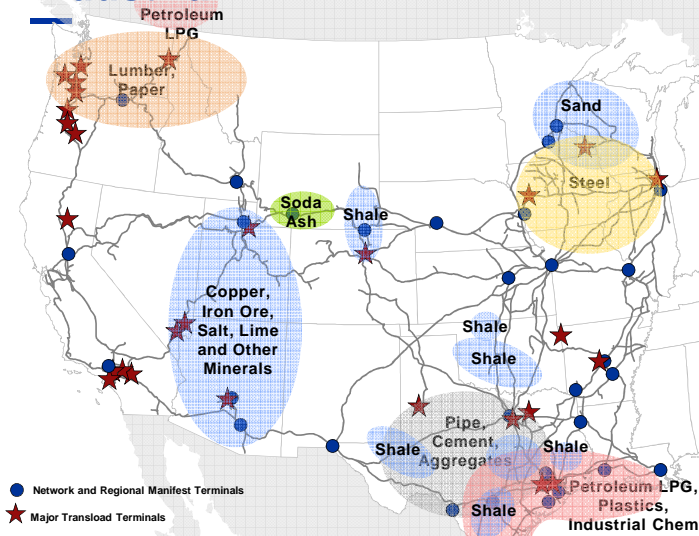 Petroleum
LPG
Lumber,
Paper
Sand
Steel
Soda
Ash
Shale
Copper,
Iron Ore,
Salt, Lime
and Other
Minerals
Shale
Shale
Pipe,
Cement,
Aggregates
Shale
Shale
Petroleum LPG,
Plastics,
Industrial Chem
Shale
Network and Regional Manifest Terminals
Major Transload Terminals